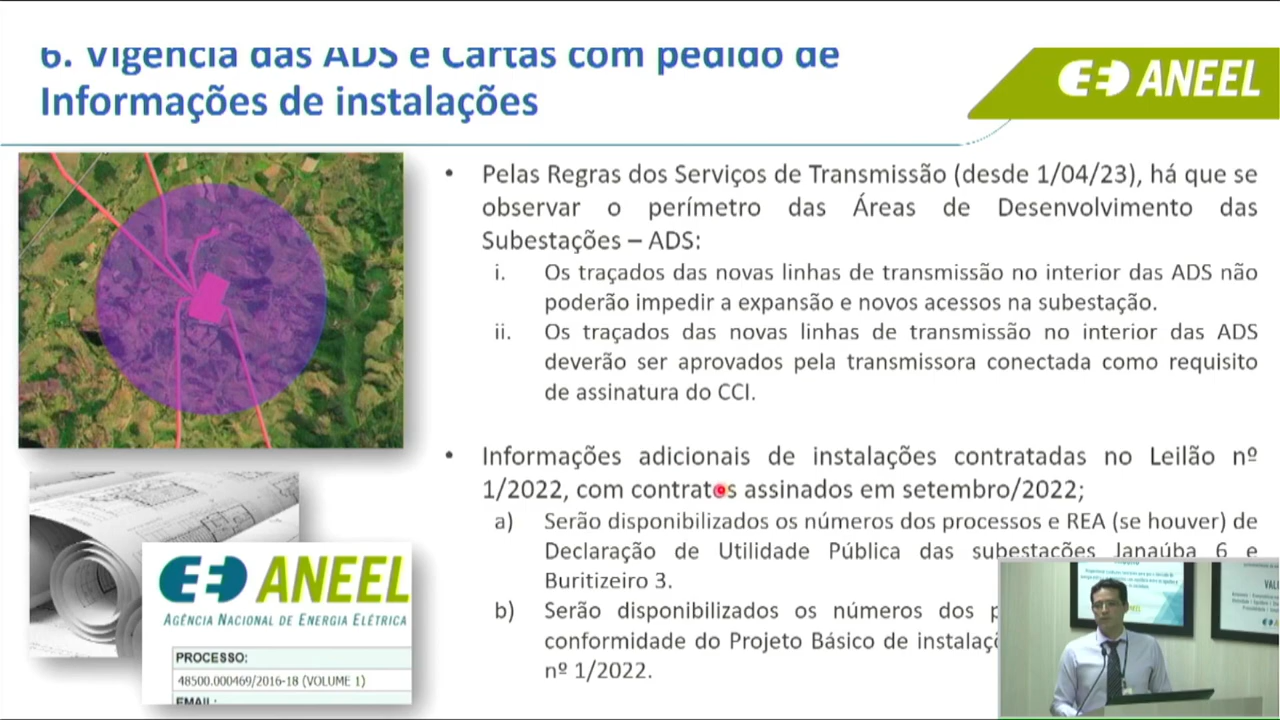 6. Vigência das ADS e Cartas com pedido de
Informações de instalações
ANEEL
• Pelas Regras dos Serviços de Transmissão (desde 1/04/23), há que se
observar o perímetro das Áreas de Desenvolvimento das
Subestações – ADS:
i. Os traçados das novas linhas de transmissão no interior das ADS não
poderão impedir a expansão e novos acessos na subestação.
ii. Os traçados das novas linhas de transmissão no interior das ADS
deverão ser aprovados pela transmissora conectada como requisito
de assinatura do CCI.
• Informações adicionais de instalações contratadas no Leilão nº
1/2022, com contratos assinados em setembro/2022;
a) Serão disponibilizados os números dos processos e REA (se houver) de
Declaração de Utilidade Pública das subestações Janaúba 6 e
Buritizeiro 3.
b) Serão disponibilizados os números dos
conformidade do Projeto Básico de
nº 1/2022.
ANEEL
AGÊNCIA NACIONAL DE ENERGIA ELÉTRICA
PROCESSO:
48500.000469/2016-18 (VOLUME 1)
EMAIL: